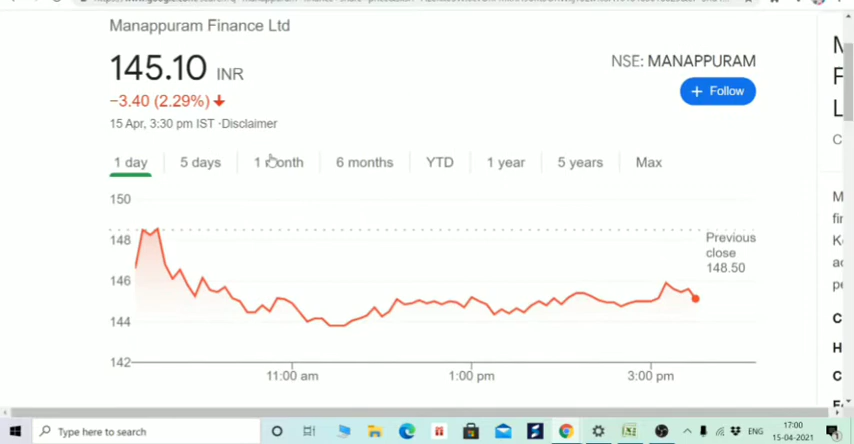 Manappuram Finance Ltd
145.10 INR
NSE: MANAPPURAM
−3.40 (2.29%)
+ Follow
15 Apr, 3:30 pm IST ·Disclaimer
1 day 5 days 1 month 6 months YTD 1 year 5 years Max
150
148
146
144
142
Previous
close
148.50
11:00 am 1:00 pm 3:00 pm
Type here to search
ENG
17:00
15-04-2021